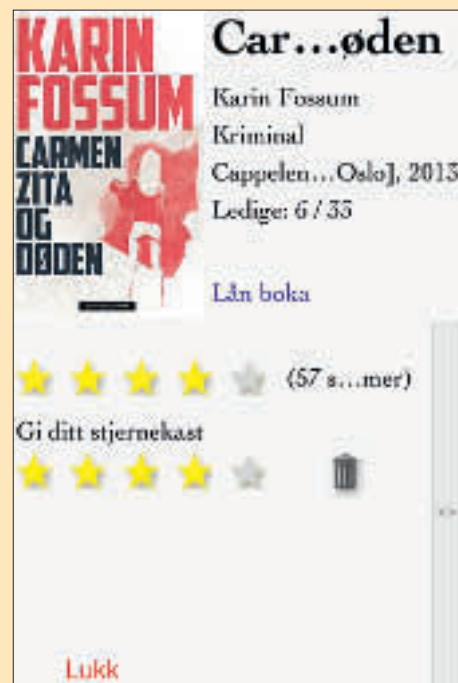 KARIN
FOSSUM
CARMEN
ZITA
OG
DØDEN
Car…øden
Karin Fossum
Kriminal
Cappelen…Oslo], 2013
Ledige: 6 / 35
Lån boka
(57 s…mer)
Gi ditt stjernekast
Lukk